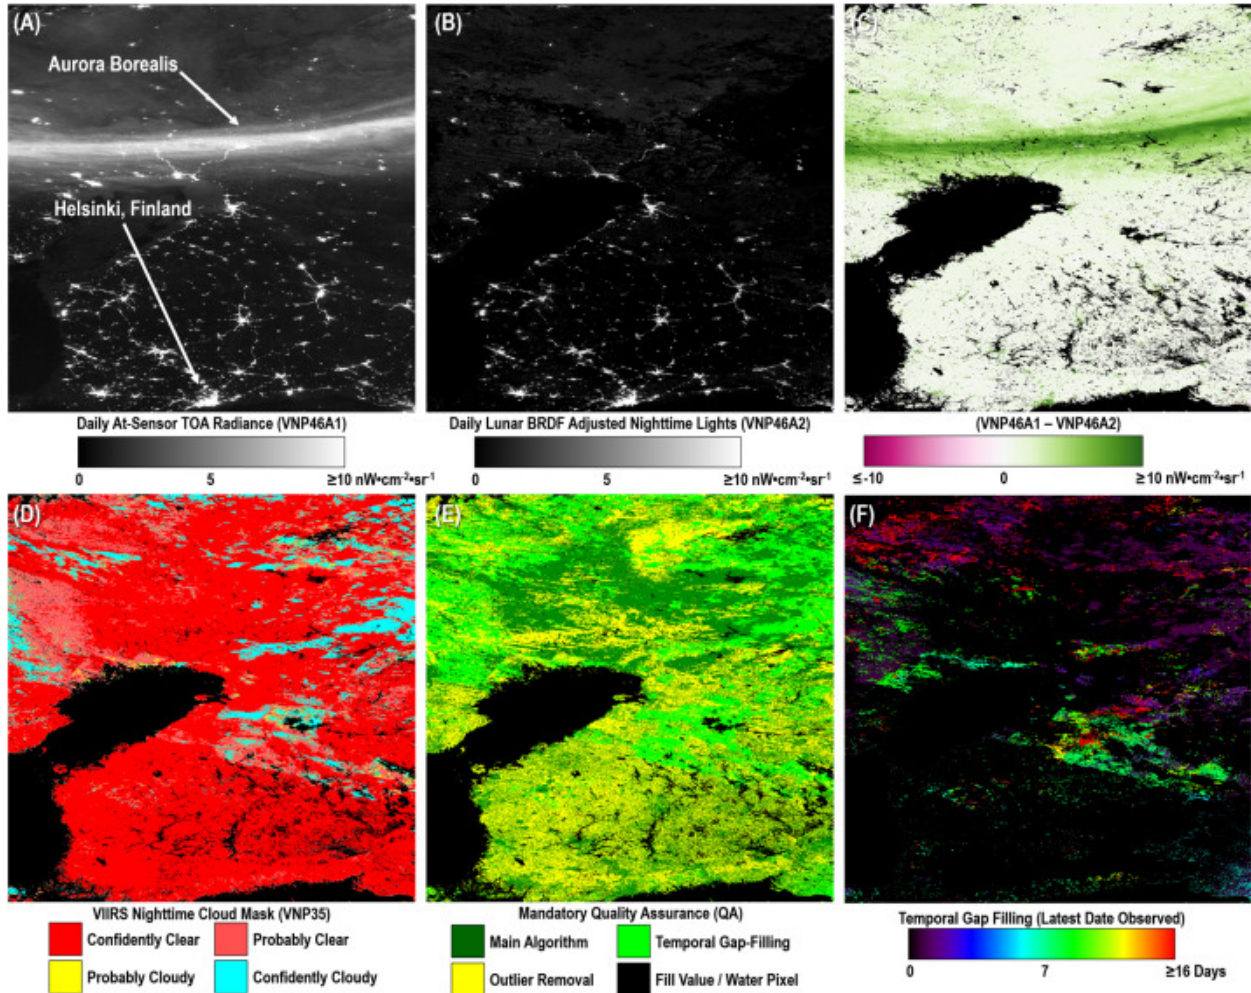 (A)
Aurora Borealis
Helsinki, Finland
(B)
(C)
Daily At-Sensor TOA Radiance (VNP46A1)
0 5 ≥10 nW•cm-2•sr-1
Daily Lunar BRDF Adjusted Nighttime Lights (VNP46A2)
0 5 ≥10 nW•cm-2•sr-1
(VNP46A1 – VNP46A2)
≤-10 0 ≥10 nW•cm-2•sr-1
(D)
(E)
(F)
VIIRS Nighttime Cloud Mask (VNP35)
Confidently Clear Probably Clear
Probably Cloudy Confidently Cloudy
Mandatory Quality Assurance (QA)
Main Algorithm Temporal Gap-Filling
Outlier Removal Fill Value / Water Pixel
Temporal Gap Filling (Latest Date Observed)
0 7 ≥16 Days